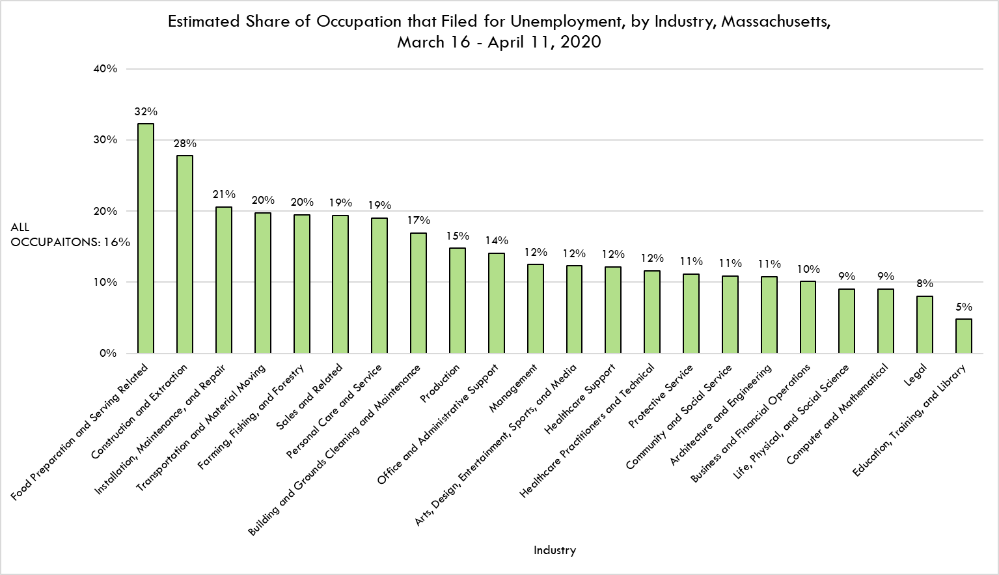 Estimated Share of Occupation that Filed for Unemployment, by Industry, Massachusetts,
March 16 - April 11, 2020
40%
30%
20%
10%
0%
ALL
OCCUPAITONS: 16%
32%
28%
21%
20%
20%
19%
19%
17%
15%
14%
12%
12%
12%
12%
11%
11%
11%
10%
9%
9%
8%
5%
Food Preparation and Serving Related
Construction and Extraction
Installation, Maintenance, and Repair
Transportation and Material Moving
Farming, Fishing, and Forestry
Sales and Related
Personal Care and Service
Building and Grounds Cleaning and Maintenance
Production
Office and Administrative Support
Management
Arts, Design, Entertainment, Sports, and Media
Healthcare Support
Healthcare Practitioners and Technical
Protective Service
Community and Social Service
Architecture and Engineering
Business and Financial Operations
Life, Physical, and Social Science
Computer and Mathematical
Legal
Education, Training, and Library
Industry